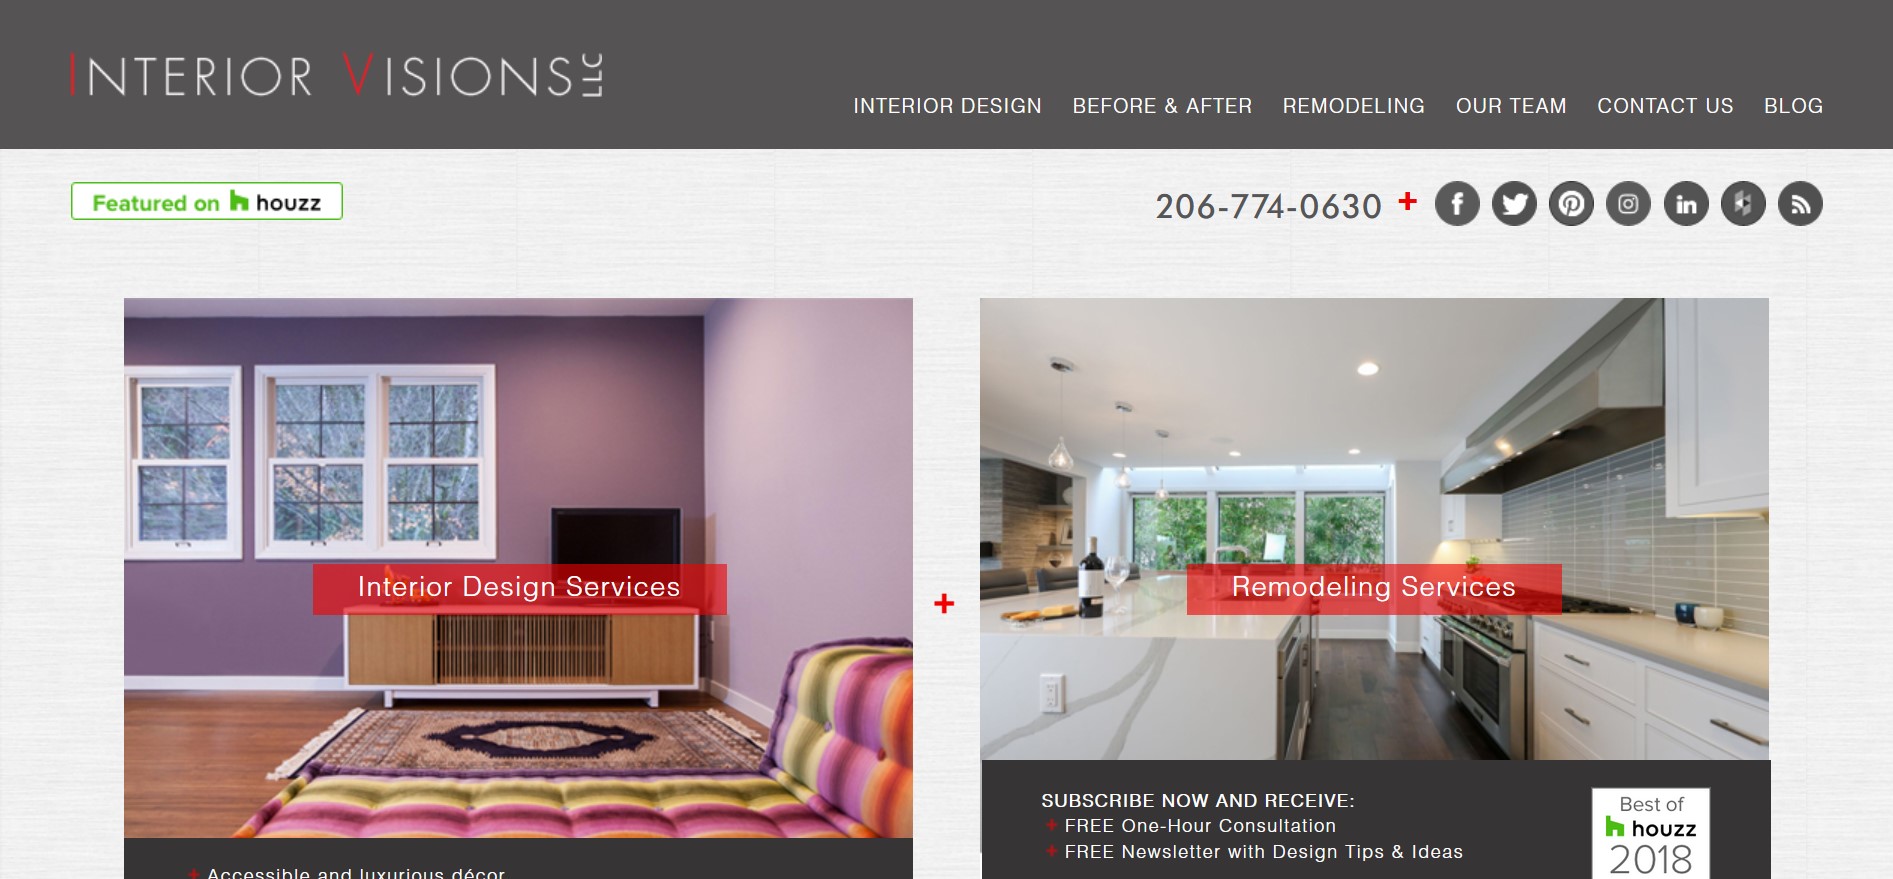 INTERIOR VISIONS LLC
INTERIOR DESIGN BEFORE & AFTER REMODELING OUR TEAM CONTACT US BLOG
Featured on houzz
206-774-0630 +
Interior Design Services
+
Remodeling Services
+ Accessible and luxurious décor
SUBSCRIBE NOW AND RECEIVE:
+ FREE One-Hour Consultation
+ FREE Newsletter with Design Tips & Ideas
Best of
houzz
2018